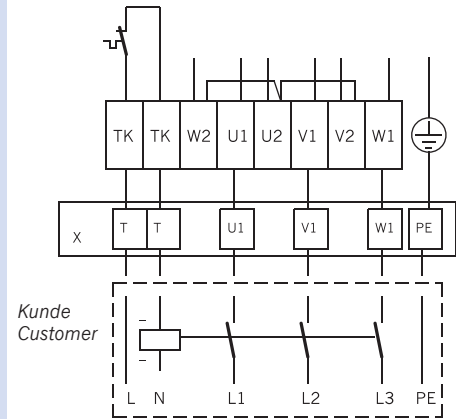 TK TK W2 U1 U2 V1 V2 W1
X T T U1 V1 W1 PE
Kunde
Customer
L N L1 L2 L3 PE